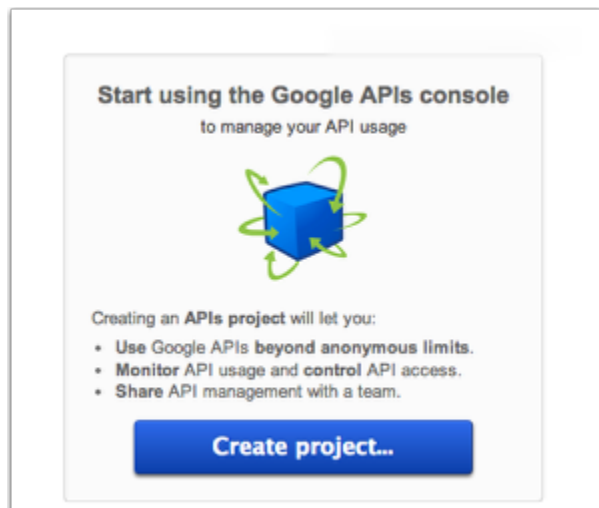 Start using the Google APIs console
to manage your API usage
Creating an APIs project will let you:
• Use Google APIs beyond anonymous limits.
• Monitor API usage and control API access.
• Share API management with a team.
Create project...